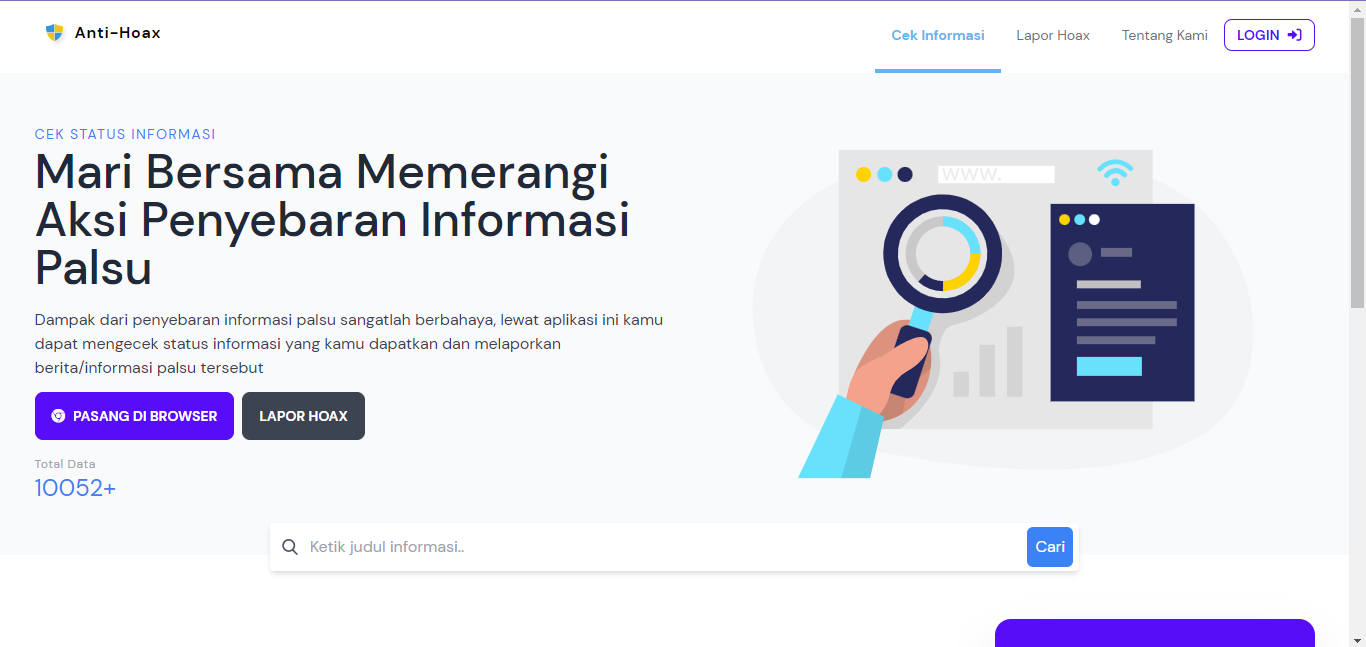 Anti-Hoax
Cek Informasi
Lapor Hoax
Tentang Kami
LOGIN
CEK STATUS INFORMASI
Mari Bersama Memerangi
Aksi Penyebaran Informasi
Palsu
Dampak dari penyebaran informasi palsu sangatlah berbahaya, lewat aplikasi ini kamu
dapat mengecek status informasi yang kamu dapatkan dan melaporkan
berita/informasi palsu tersebut
PASANG DI BROWSER
LAPOR HOAX
Total Data
10052+
WWW.
Ketik judul informasi..
Cari